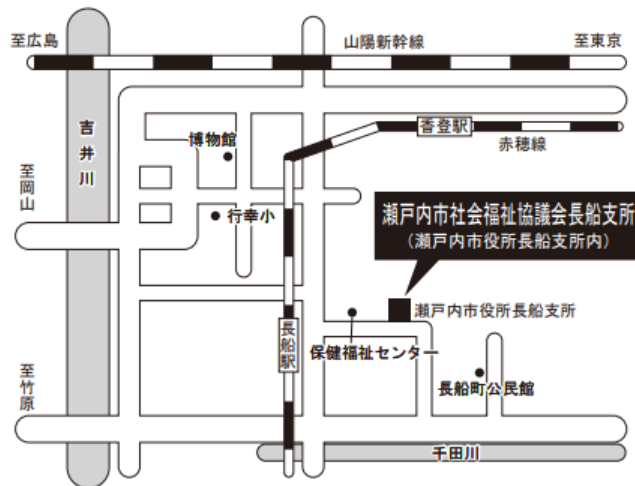 至広島
山陽新幹線
至東京
吉井川
博物館
香登駅
赤穂線
至岡山
行幸小
瀬戸内市社会福祉協議会長船支所
(瀬戸内市役所長船支所内)
瀬戸内市役所長船支所
長船駅
保健福祉センター
至竹原
長船町公民館
千田川